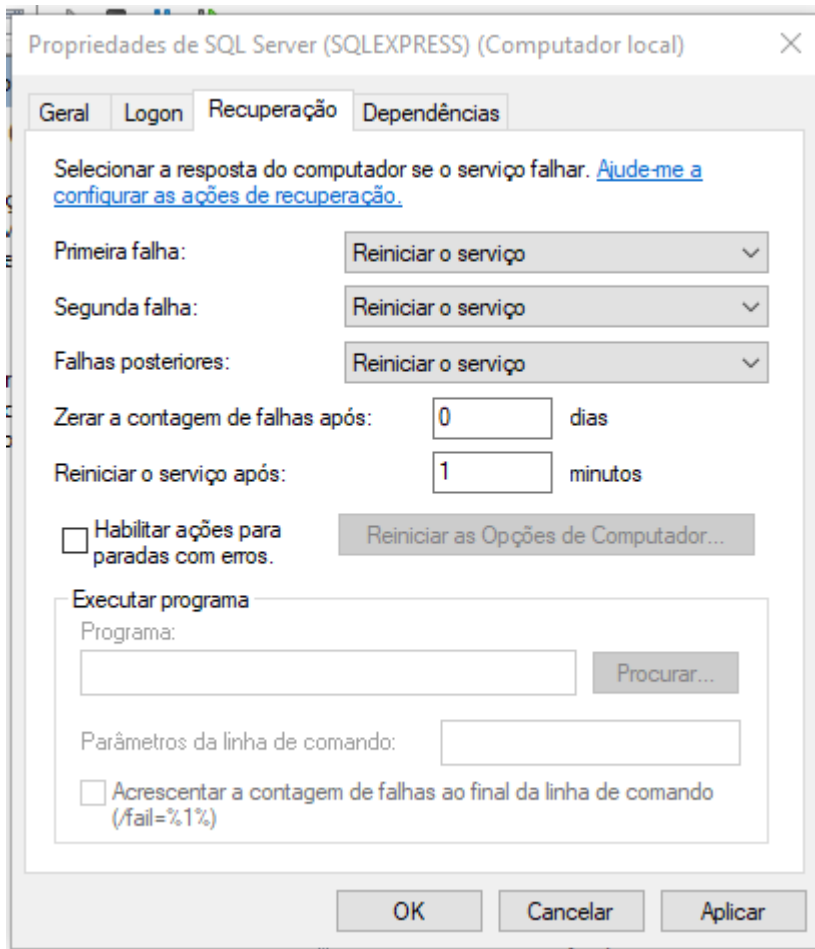 Propriedades de SQL Server (SQLEXPRESS) (Computador local)
Geral Logon Recuperação Dependências
Selecionar a resposta do computador se o serviço falhar. Ajude-me a
configurar as ações de recuperação.
Primeira falha: Reiniciar o serviço
Segunda falha: Reiniciar o serviço
Falhas posteriores: Reiniciar o serviço
Zerar a contagem de falhas após: 0 dias
Reiniciar o serviço após: 1 minutos
Habilitar ações para
paradas com erros.
Reiniciar as Opções de Computador...
Executar programa
Programa:
Procurar...
Parâmetros da linha de comando:
Acrescentar a contagem de falhas ao final da linha de comando
(/fail=%1%)
OK Cancelar Aplicar